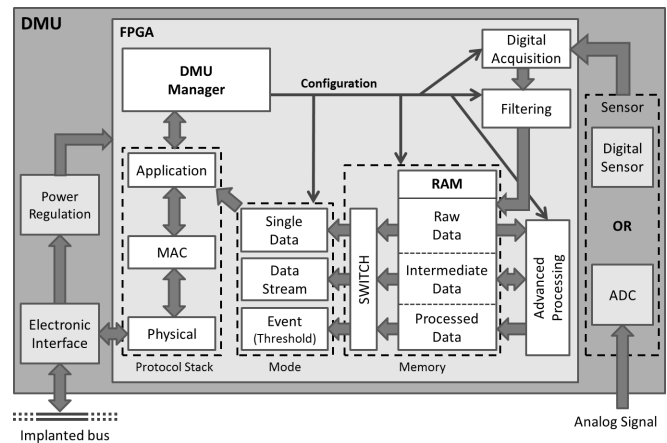 DMU
FPGA
DMU
Manager
Configuration
Digital
Acquisition
Filtering
Sensor
Digital
Sensor
OR
ADC
Application
MAC
Physical
Protocol Stack
Power
Regulation
Electronic
Interface
Single
Data
Data
Stream
Event
(Threshold)
Mode
SWITCH
RAM
Raw
Data
Intermediate
Data
Processed
Data
Memory
Advanced
Processing
Implanted bus
Analog Signal